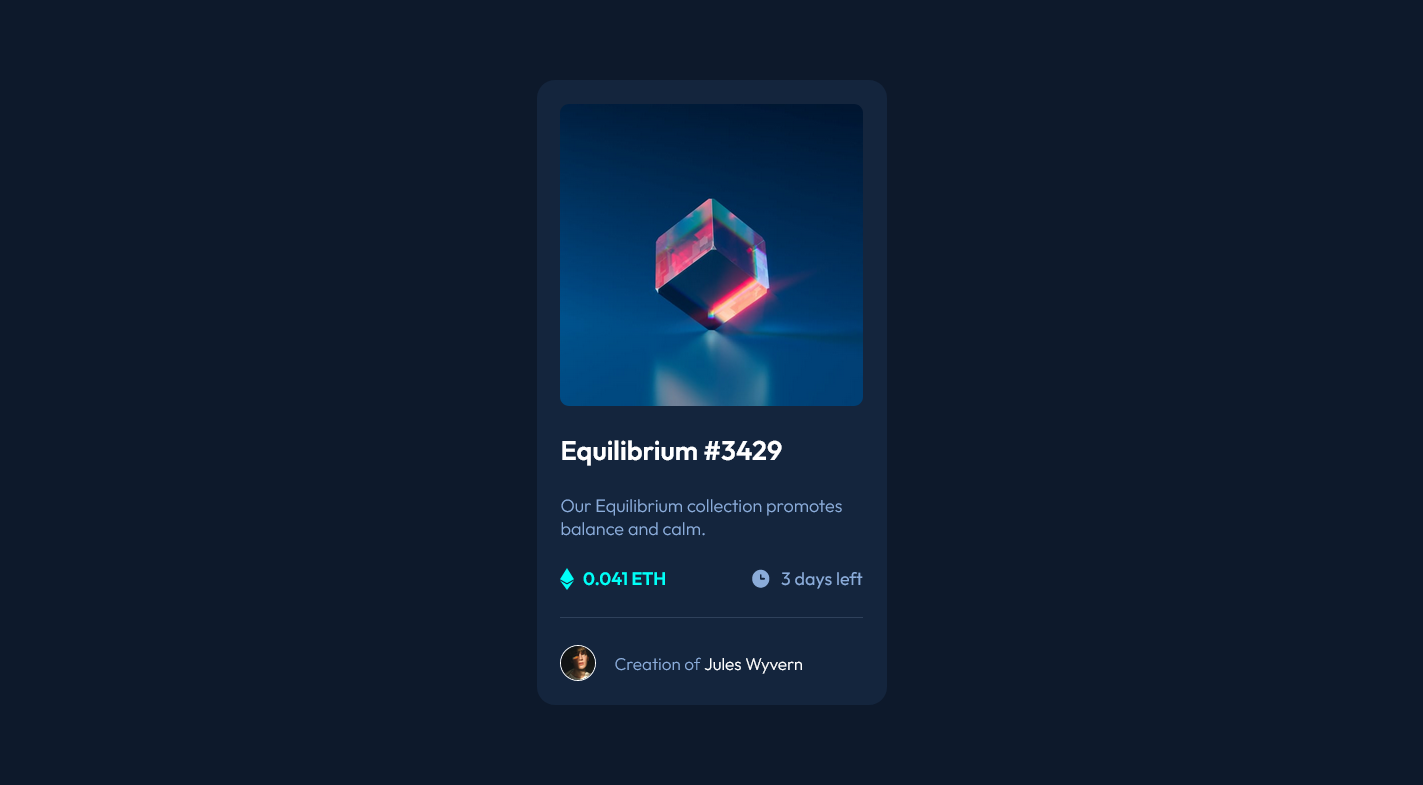 Equilibrium #3429
Our Equilibrium collection promotes
balance and calm.
0.041 ETH
3 days left
Creation of Jules Wyvern